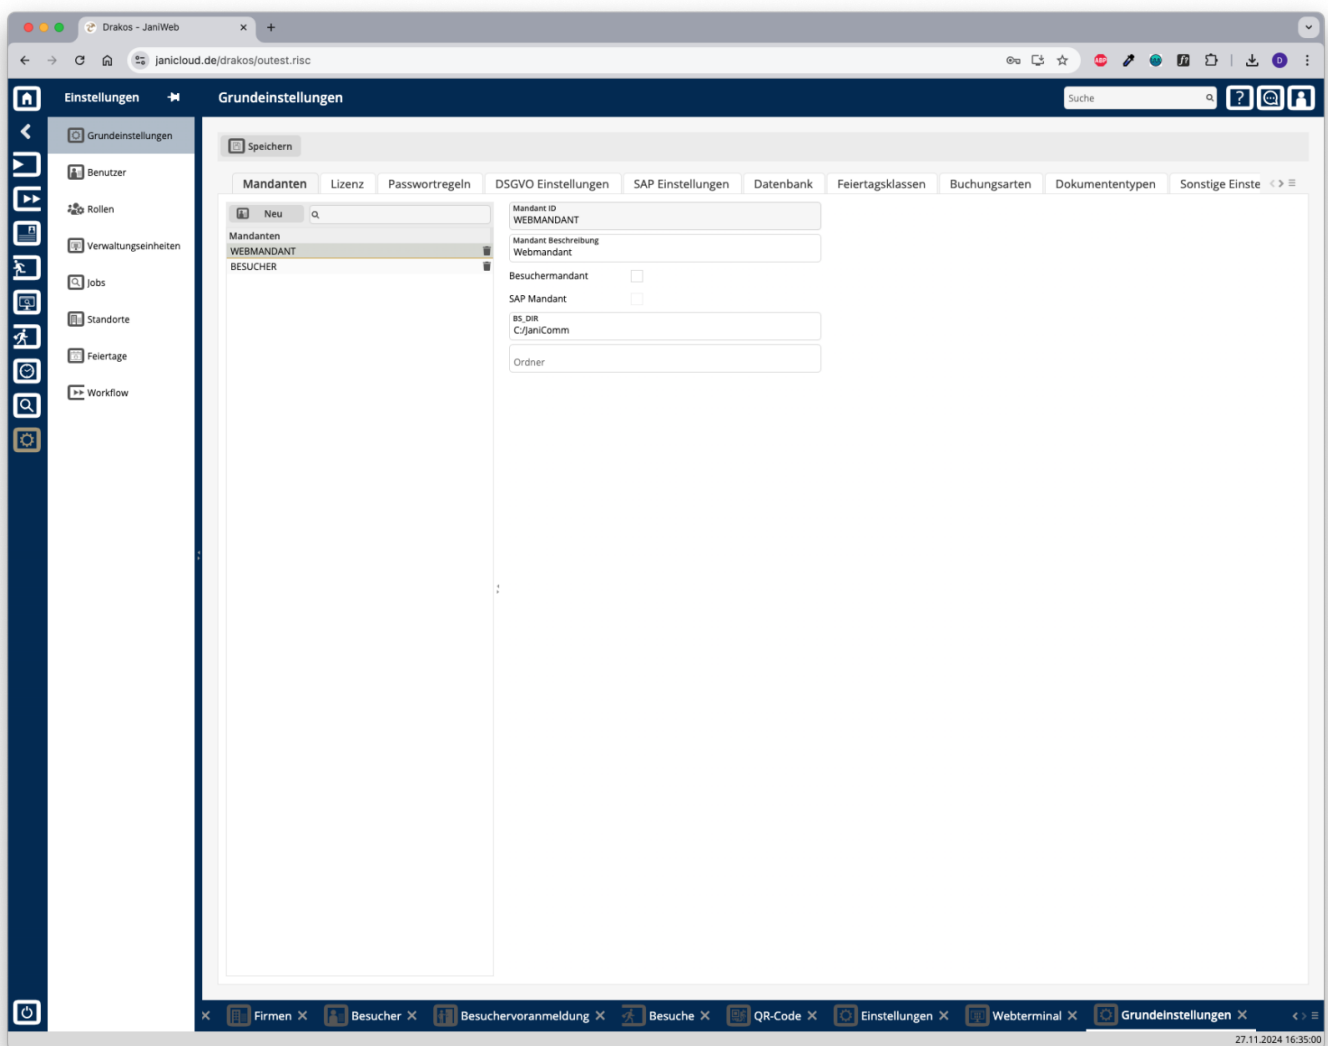 Drakos - JaniWeb
janicloud.de/drakos/outest.risc
ABP
D
Einstellungen
Grundeinstellungen
Suche
?
Grundeinstellungen
Benutzer
Rollen
Verwaltungseinheiten
Jobs
Standorte
Feiertage
Workflow
Speichern
Mandanten Lizenz Passwortregeln DSGVO Einstellungen SAP Einstellungen Datenbank Feiertagsklassen Buchungsarten Dokumententypen Sonstige Einste
Neu
Mandanten
WEBMANDANT
BESUCHER
Mandant ID
WEBMANDANT
Mandant Beschreibung
Webmandant
Besuchermandant
SAP Mandant
BS_DIR
C:/JaniComm
Ordner
Firmen Besucher Besuchervoranmeldung Besuche QR-Code Einstellungen Webterminal Grundeinstellungen
27.11.2024 16:35:00